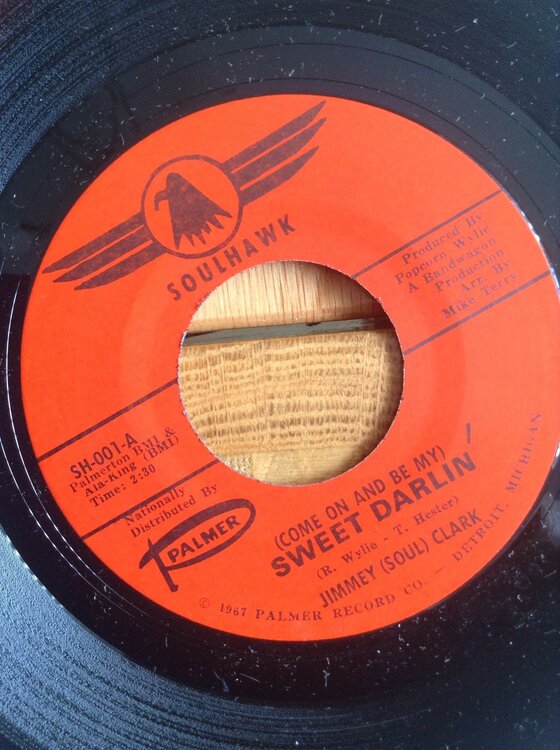 SOULHAWK
Produced By
Popcorn Wylie
A Bandwagon
Production
Arr. By
Mike Terry
SH-001-A
Palmerton BMI &
Ala-King (BMI)
Time: 2:30
Nationally
Distributed By
PALMER
(COME ON AND BE MY)
SWEET DARLIN'
(R. Wylie - T. Hester)
JIMMEY (SOUL) CLARK
© 1967 PALMER RECORD CO. — DETROIT, MICHIGAN